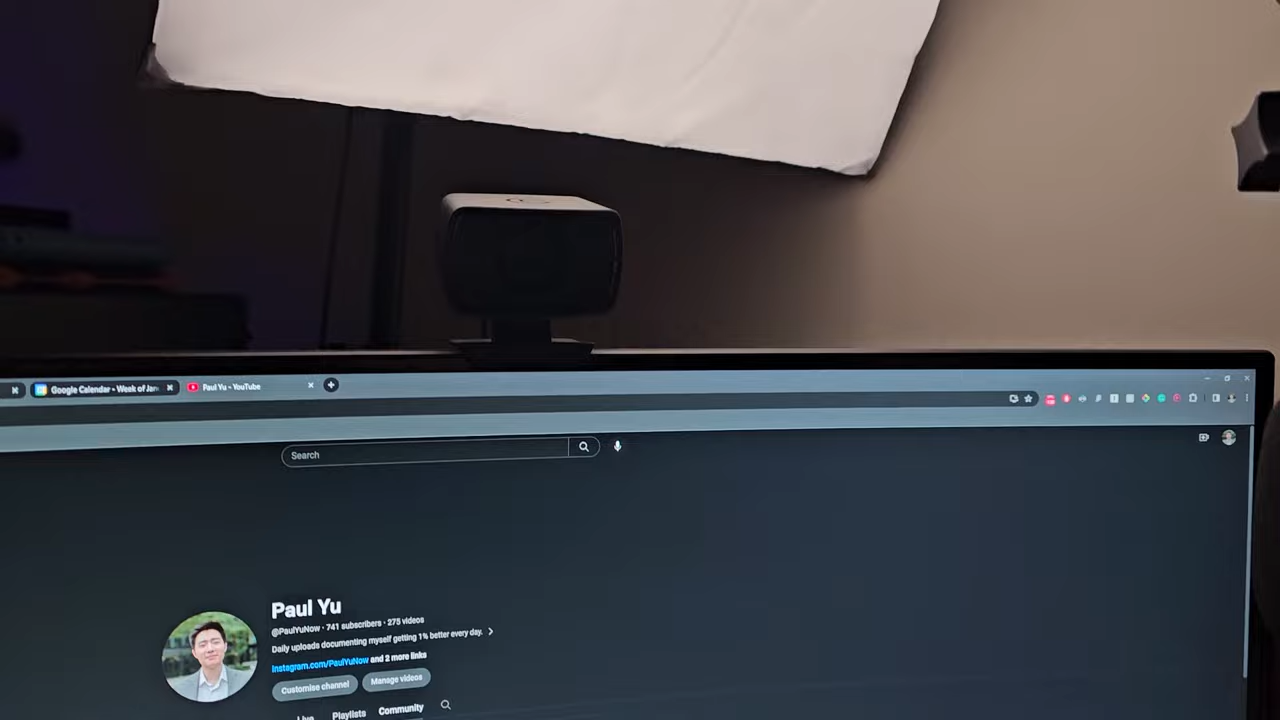 Google Calendar - Week of Jan
Paul Yu - YouTube
Search
Paul Yu
@PaulYuNow · 741 subscribers · 275 videos
Daily uploads documenting myself getting 1% better every day.
Instagram.com/PaulYuNow and 2 more links
Customise channel
Manage videos
Live
Playlists
Community